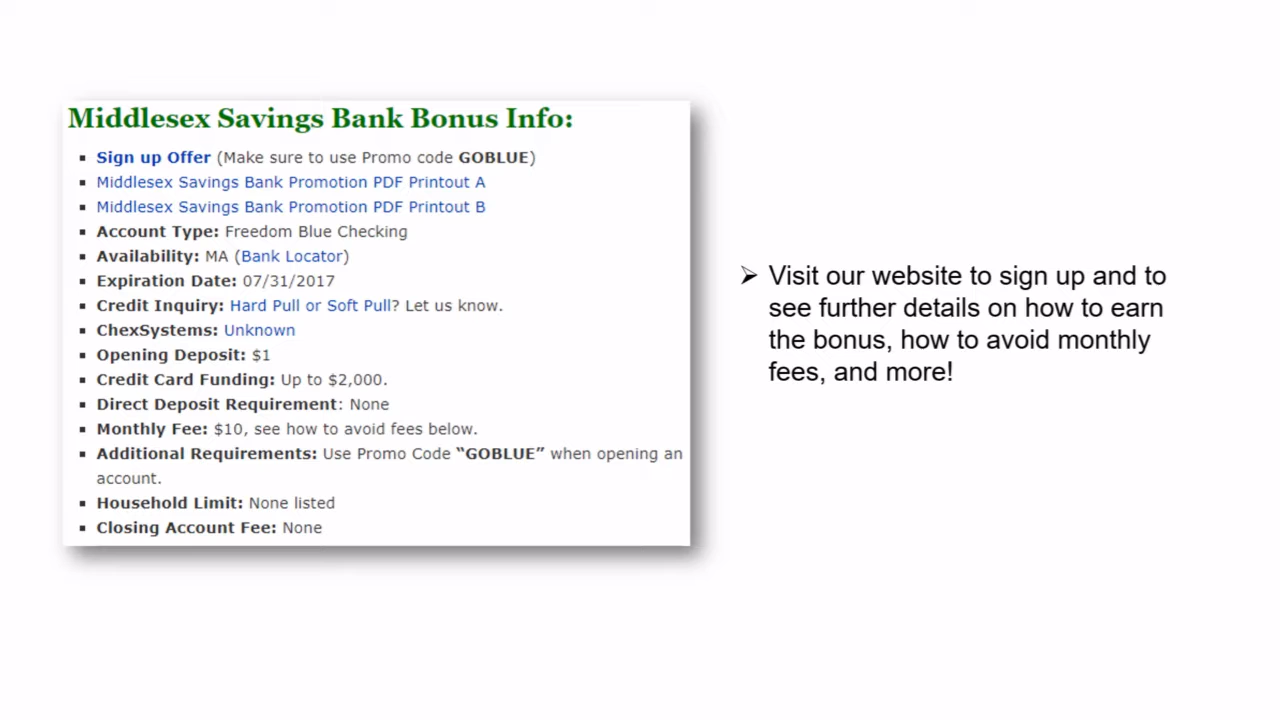 Middlesex Savings Bank Bonus Info:
▪ Sign up Offer (Make sure to use Promo code GOBLUE)
▪ Middlesex Savings Bank Promotion PDF Printout A
▪ Middlesex Savings Bank Promotion PDF Printout B
▪ Account Type: Freedom Blue Checking
▪ Availability: MA (Bank Locator)
▪ Expiration Date: 07/31/2017
▪ Credit Inquiry: Hard Pull or Soft Pull? Let us know.
▪ ChexSystems: Unknown
▪ Opening Deposit: $1
▪ Credit Card Funding: Up to $2,000.
▪ Direct Deposit Requirement: None
▪ Monthly Fee: $10, see how to avoid fees below.
▪ Additional Requirements: Use Promo Code “GOBLUE” when opening an
account.
▪ Household Limit: None listed
▪ Closing Account Fee: None
➢ Visit our website to sign up and to
see further details on how to earn
the bonus, how to avoid monthly
fees, and more!